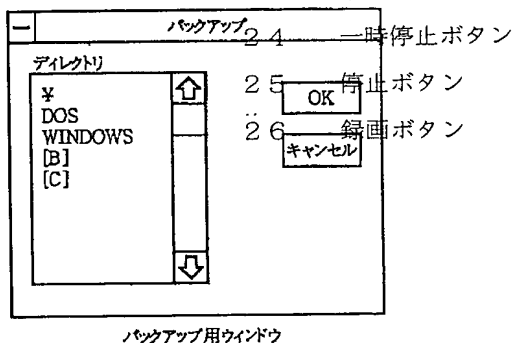 バックアップ
24 一時停止ボタン
ディレクトリ
25 停止ボタン
OK
¥
DOS
WINDOWS
[B]
[C]
26 録画ボタン
キャンセル
バックアップ用ウィンドウ